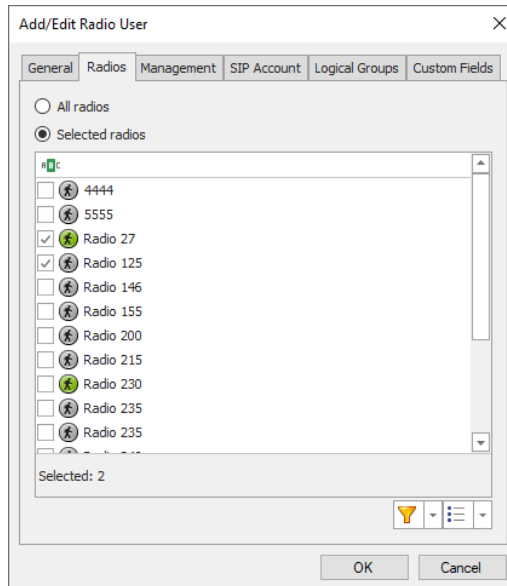 Add/Edit Radio User
General Radios Management SIP Account Logical Groups Custom Fields
All radios
Selected radios
ABC
4444
5555
Radio 27
Radio 125
Radio 146
Radio 155
Radio 200
Radio 215
Radio 230
Radio 235
Radio 235
Selected: 2
OK Cancel